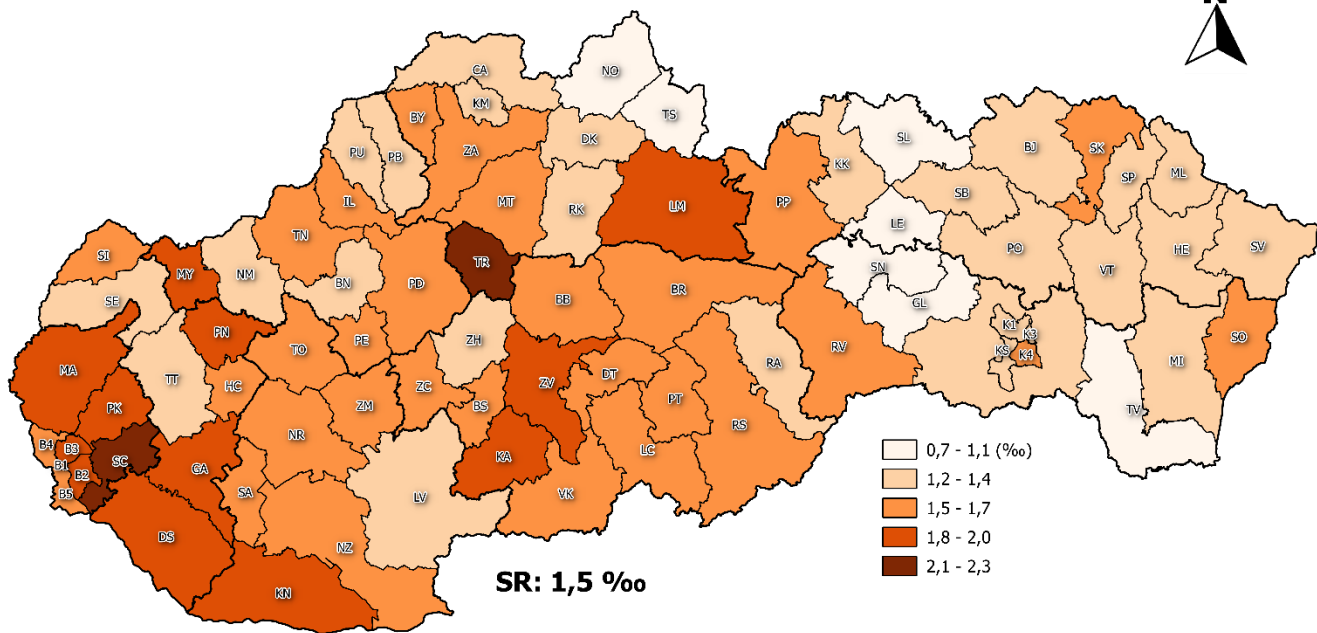 N
CA
NO
KM
TS
BY
PU
PB
ZA
DK
KK
SL
BJ
SK
SP
ML
IL
MT
RK
LM
PP
SB
LE
PO
VT
HE
SV
TN
SI
MY
NM
BN
PD
TR
BB
BR
SN
GL
SE
PN
TO
PE
ZH
RV
K1
K3
KS
K4
SO
MI
MA
TT
HC
ZM
ZC
BS
ZV
DT
RA
PK
PT
TV
B4
B3
B1
B2
B5
SC
GA
NR
SA
LV
KA
LC
RS
VK
DS
NZ
KN
0,7 - 1,1 (‰)
1,2 - 1,4
1,5 - 1,7
1,8 - 2,0
2,1 - 2,3
SR: 1,5 ‰